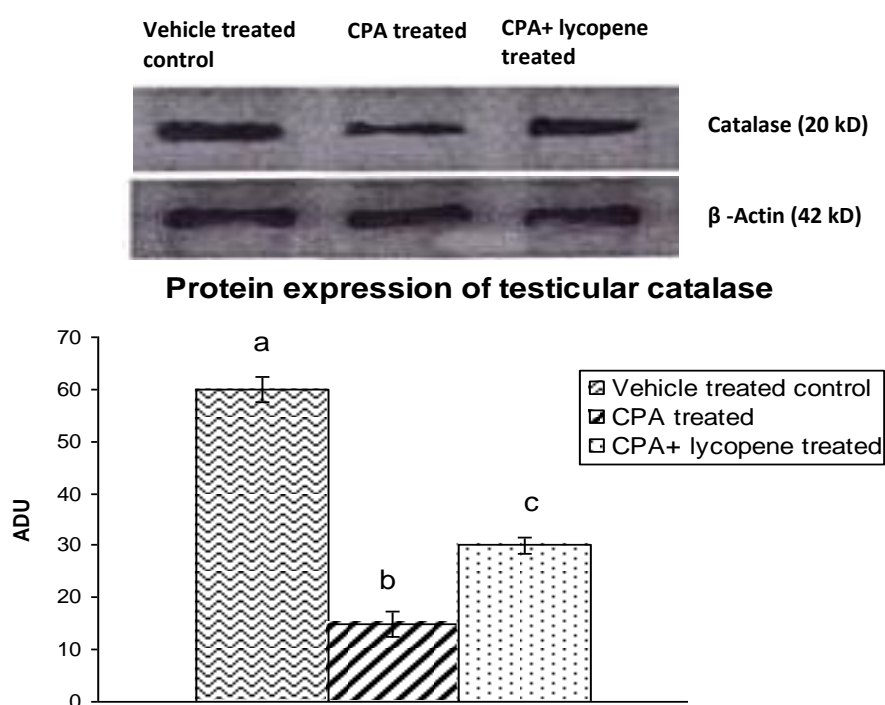 Vehicle treated control
CPA treated
CPA+ lycopene treated
Catalase (20 kD)
β -Actin (42 kD)
Protein expression of testicular catalase
70
60
50
40
30
20
10
0
ADU
a
b
c
Vehicle treated control
CPA treated
CPA+ lycopene treated